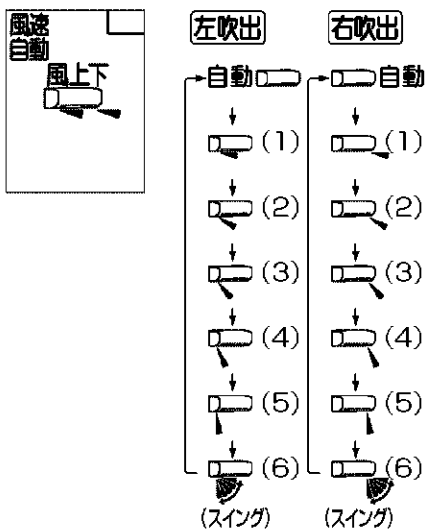 風速
自動
風上下
左吹出
自動
(1)
(2)
(3)
(4)
(5)
(6)
(スイング)
右吹出
自動
(1)
(2)
(3)
(4)
(5)
(6)
(スイング)